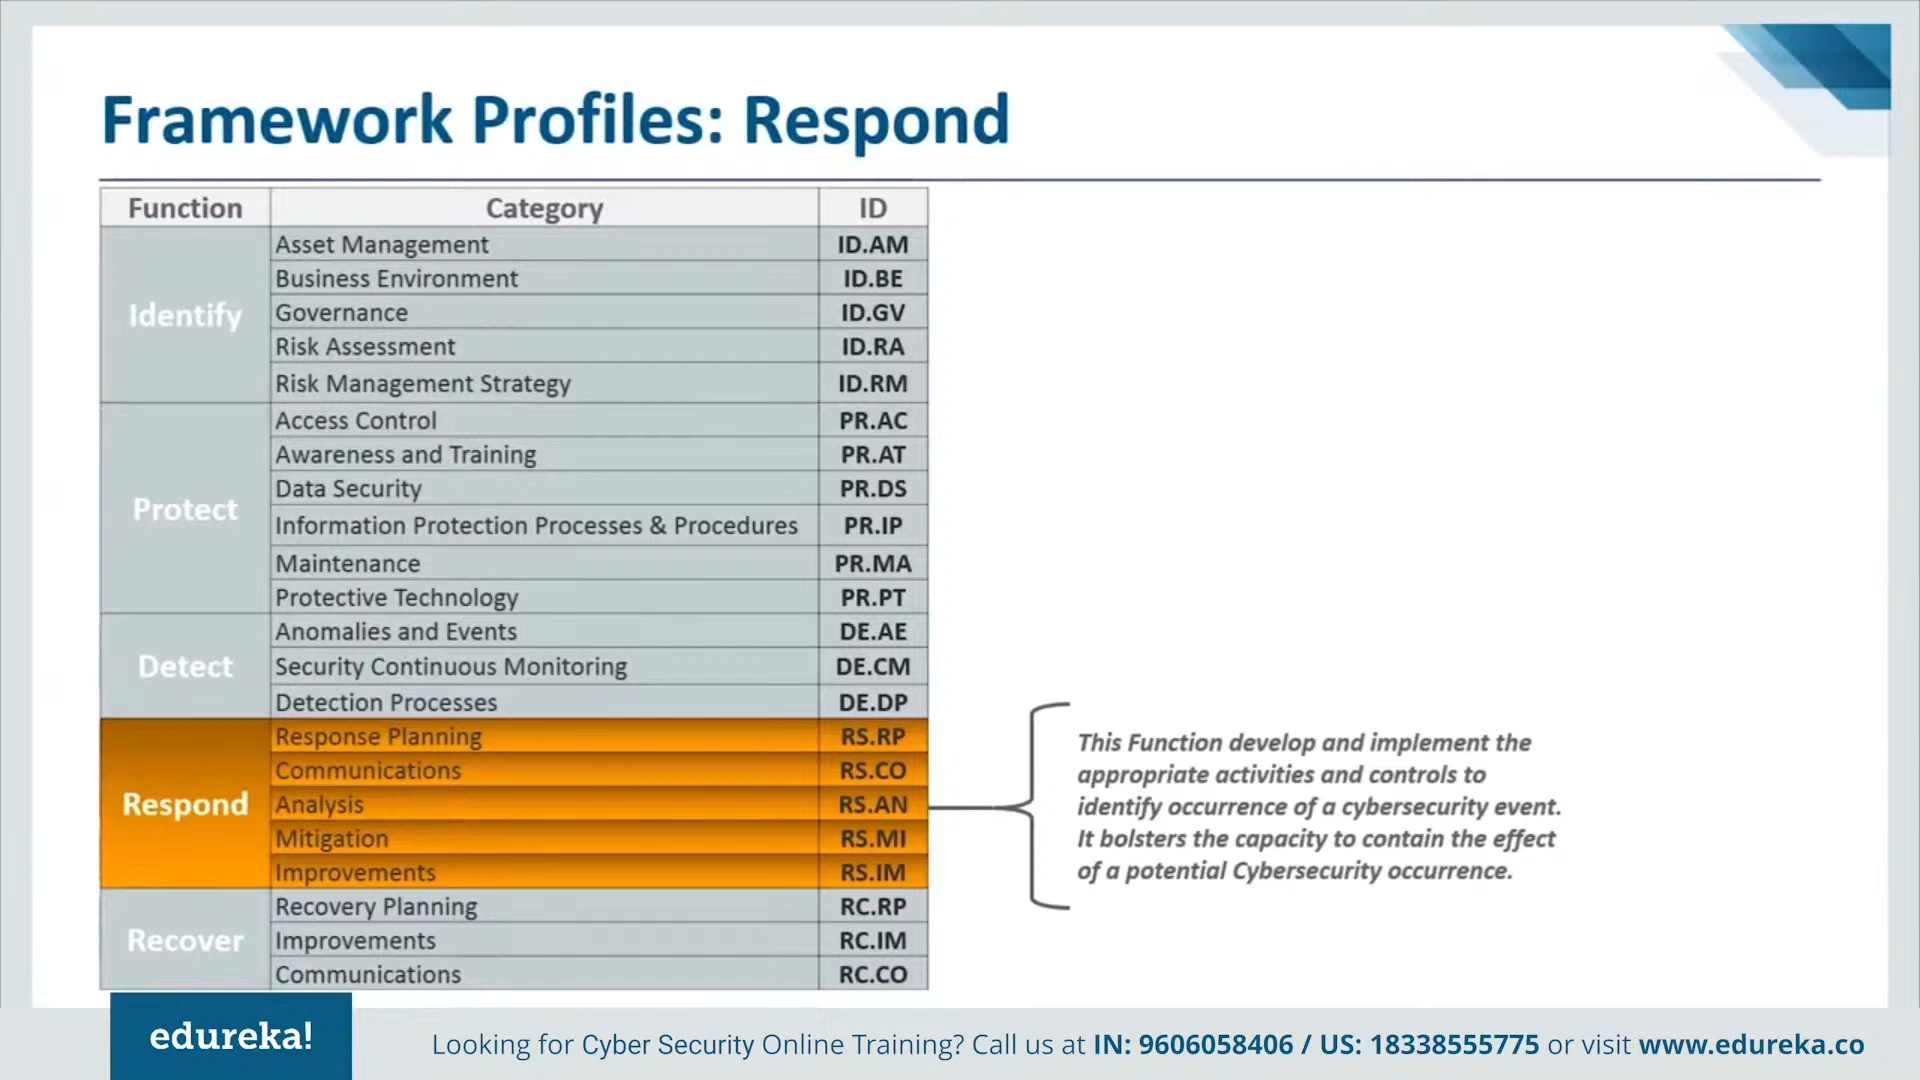 Framework Profiles: Respond
Function Category ID
Identify
Asset Management ID.AM
Business Environment ID.BE
Governance ID.GV
Risk Assessment ID.RA
Risk Management Strategy ID.RM
Protect
Access Control PR.AC
Awareness and Training PR.AT
Data Security PR.DS
Information Protection Processes & Procedures PR.IP
Maintenance PR.MA
Protective Technology PR.PT
Detect
Anomalies and Events DE.AE
Security Continuous Monitoring DE.CM
Detection Processes DE.DP
Respond
Response Planning RS.RP
Communications RS.CO
Analysis RS.AN
Mitigation RS.MI
Improvements RS.IM
Recover
Recovery Planning RC.RP
Improvements RC.IM
Communications RC.CO
This Function develop and implement the
appropriate activities and controls to
identify occurrence of a cybersecurity event.
It bolsters the capacity to contain the effect
of a potential Cybersecurity occurrence.
edureka!
Looking for Cyber Security Online Training? Call us at IN: 9606058406 / US: 18338555775 or visit www.edureka.co